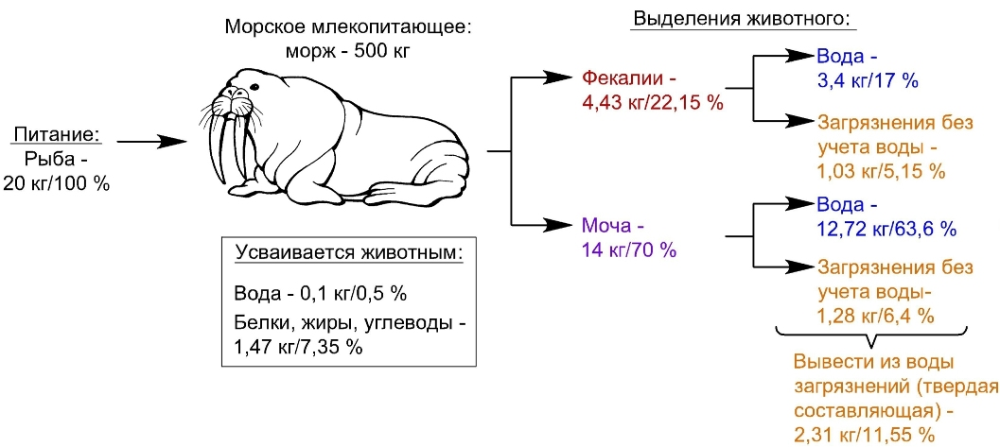 Питание:
Рыба -
20 кг/100 %
Морское млекопитающее:
морж - 500 кг
Усваивается животным:
Вода - 0,1 кг/0,5 %
Белки, жиры, углеводы -
1,47 кг/7,35 %
Выделения животного:
Фекалии -
4,43 кг/22,15 %
Вода -
3,4 кг/17 %
Загрязнения без
учета воды -
1,03 кг/5,15 %
Моча -
14 кг/70 %
Вода -
12,72 кг/63,6 %
Загрязнения без
учета воды-
1,28 кг/6,4 %
Вывести из воды
загрязнений (твердая
составляющая) -
2,31 кг/11,55 %